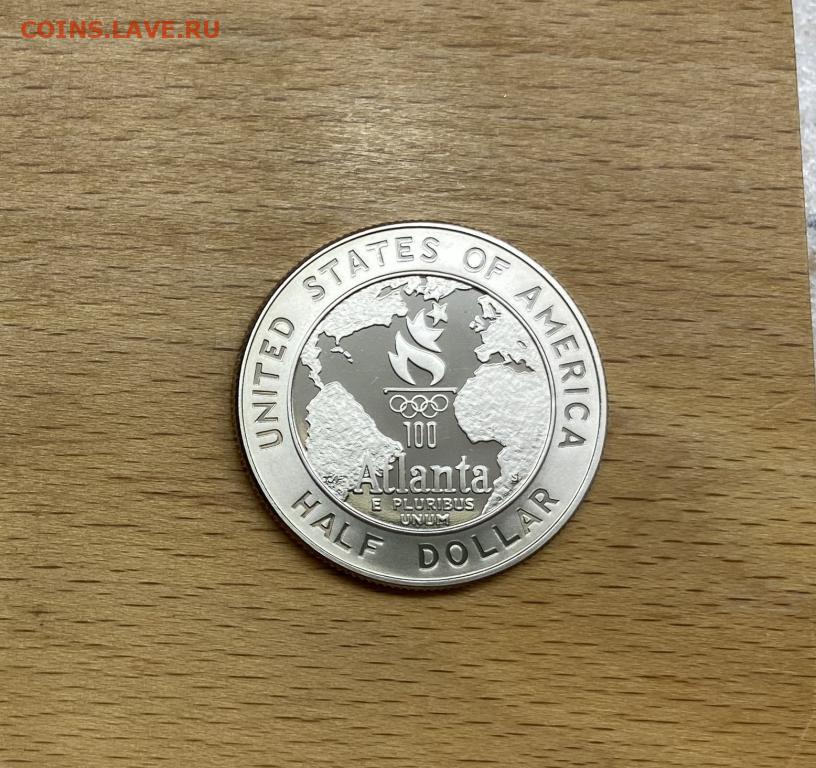 COINS.LAVE.RU
UNITED STATES OF AMERICA
100
Atlanta
E PLURIBUS
UNUM
HALF DOLLAR